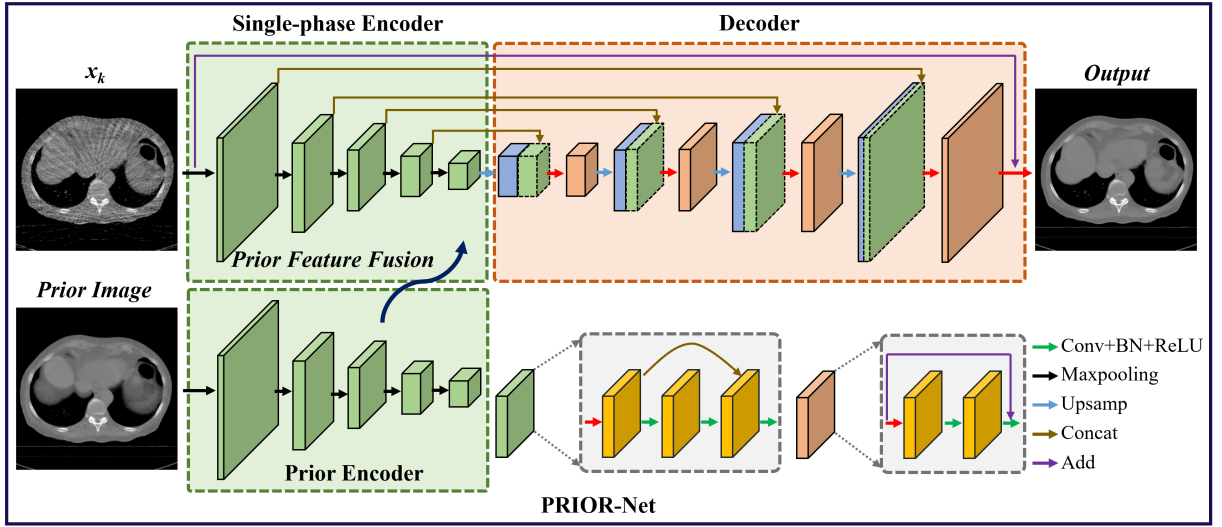 Single-phase Encoder
Decoder
x_k
Output
Prior Feature Fusion
Prior Image
Prior Encoder
Conv+BN+ReLU
Maxpooling
Upsamp
Concat
Add
PRIOR-Net